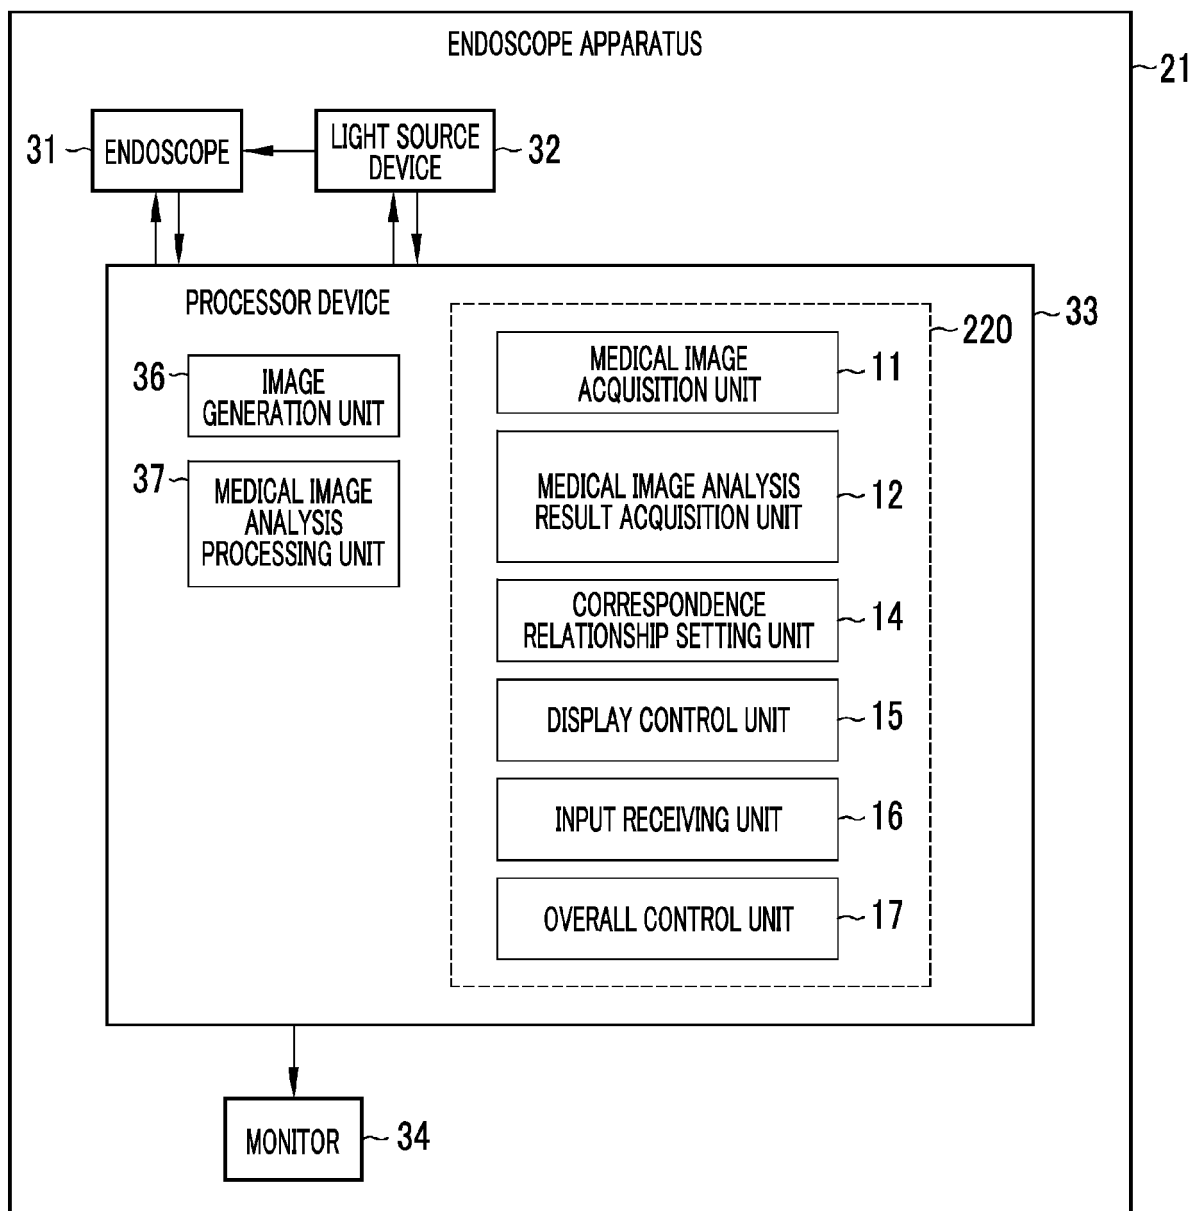 ENDOSCOPE APPARATUS
21
31
ENDOSCOPE
LIGHT SOURCE
DEVICE
32
PROCESSOR DEVICE
33
220
36
IMAGE
GENERATION UNIT
37
MEDICAL IMAGE
ANALYSIS
PROCESSING UNIT
MEDICAL IMAGE
ACQUISITION UNIT
11
MEDICAL IMAGE ANALYSIS
RESULT ACQUISITION UNIT
12
CORRESPONDENCE
RELATIONSHIP SETTING UNIT
14
DISPLAY CONTROL UNIT
15
INPUT RECEIVING UNIT
16
OVERALL CONTROL UNIT
17
MONITOR
34